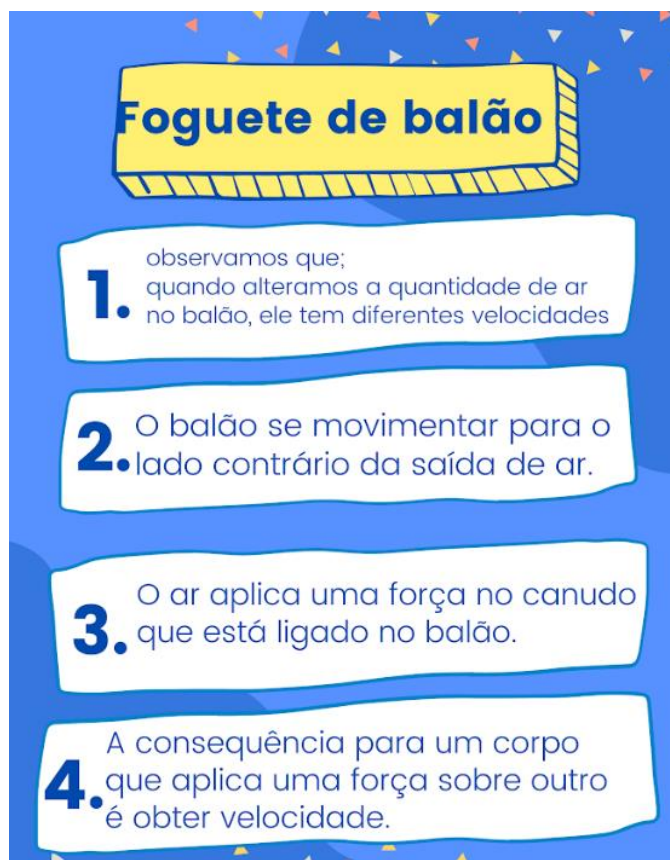 Foguete de balão
1. observamos que;
quando alteramos a quantidade de ar
no balão, ele tem diferentes velocidades
2. O balão se movimentar para o
lado contrário da saída de ar.
3. O ar aplica uma força no canudo
que está ligado no balão.
4. A consequência para um corpo
que aplica uma força sobre outro
é obter velocidade.